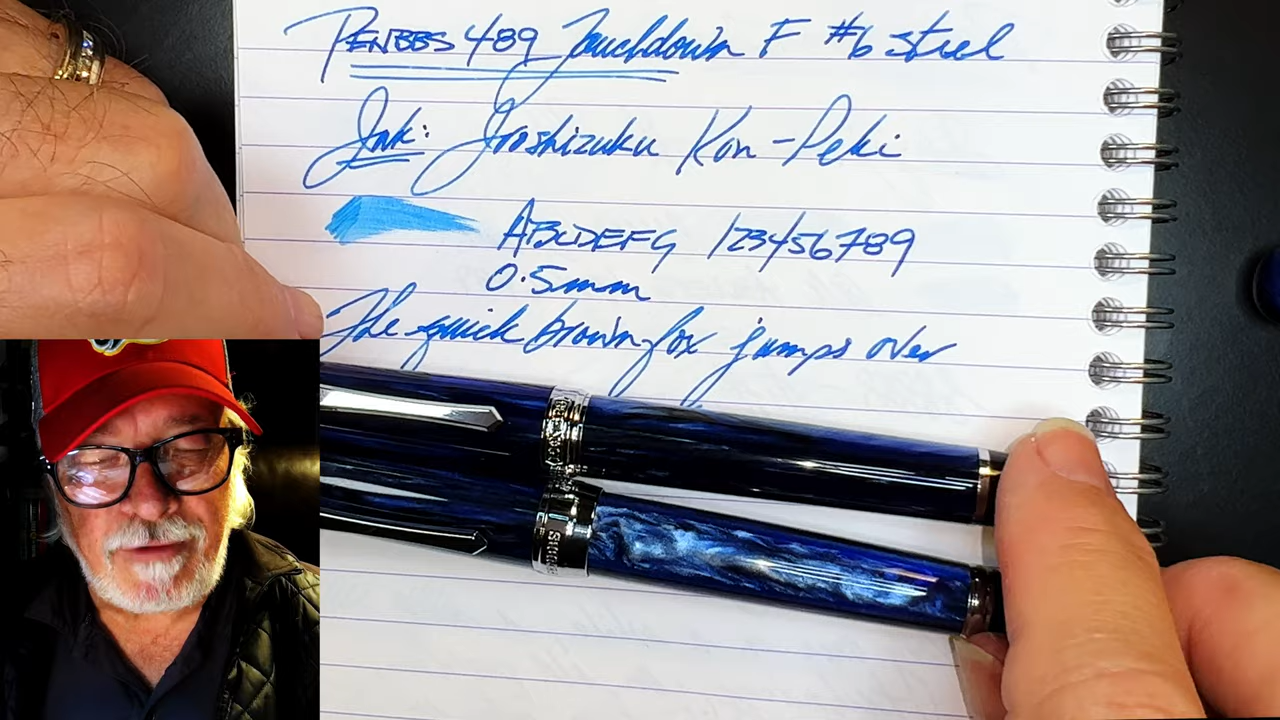 PENBBS 489 Touchdown F #6 steel
Ink: Iroshizuku Kon-Peki
ABCDEFG 123456789
0.5mm
The quick brown fox jumps over